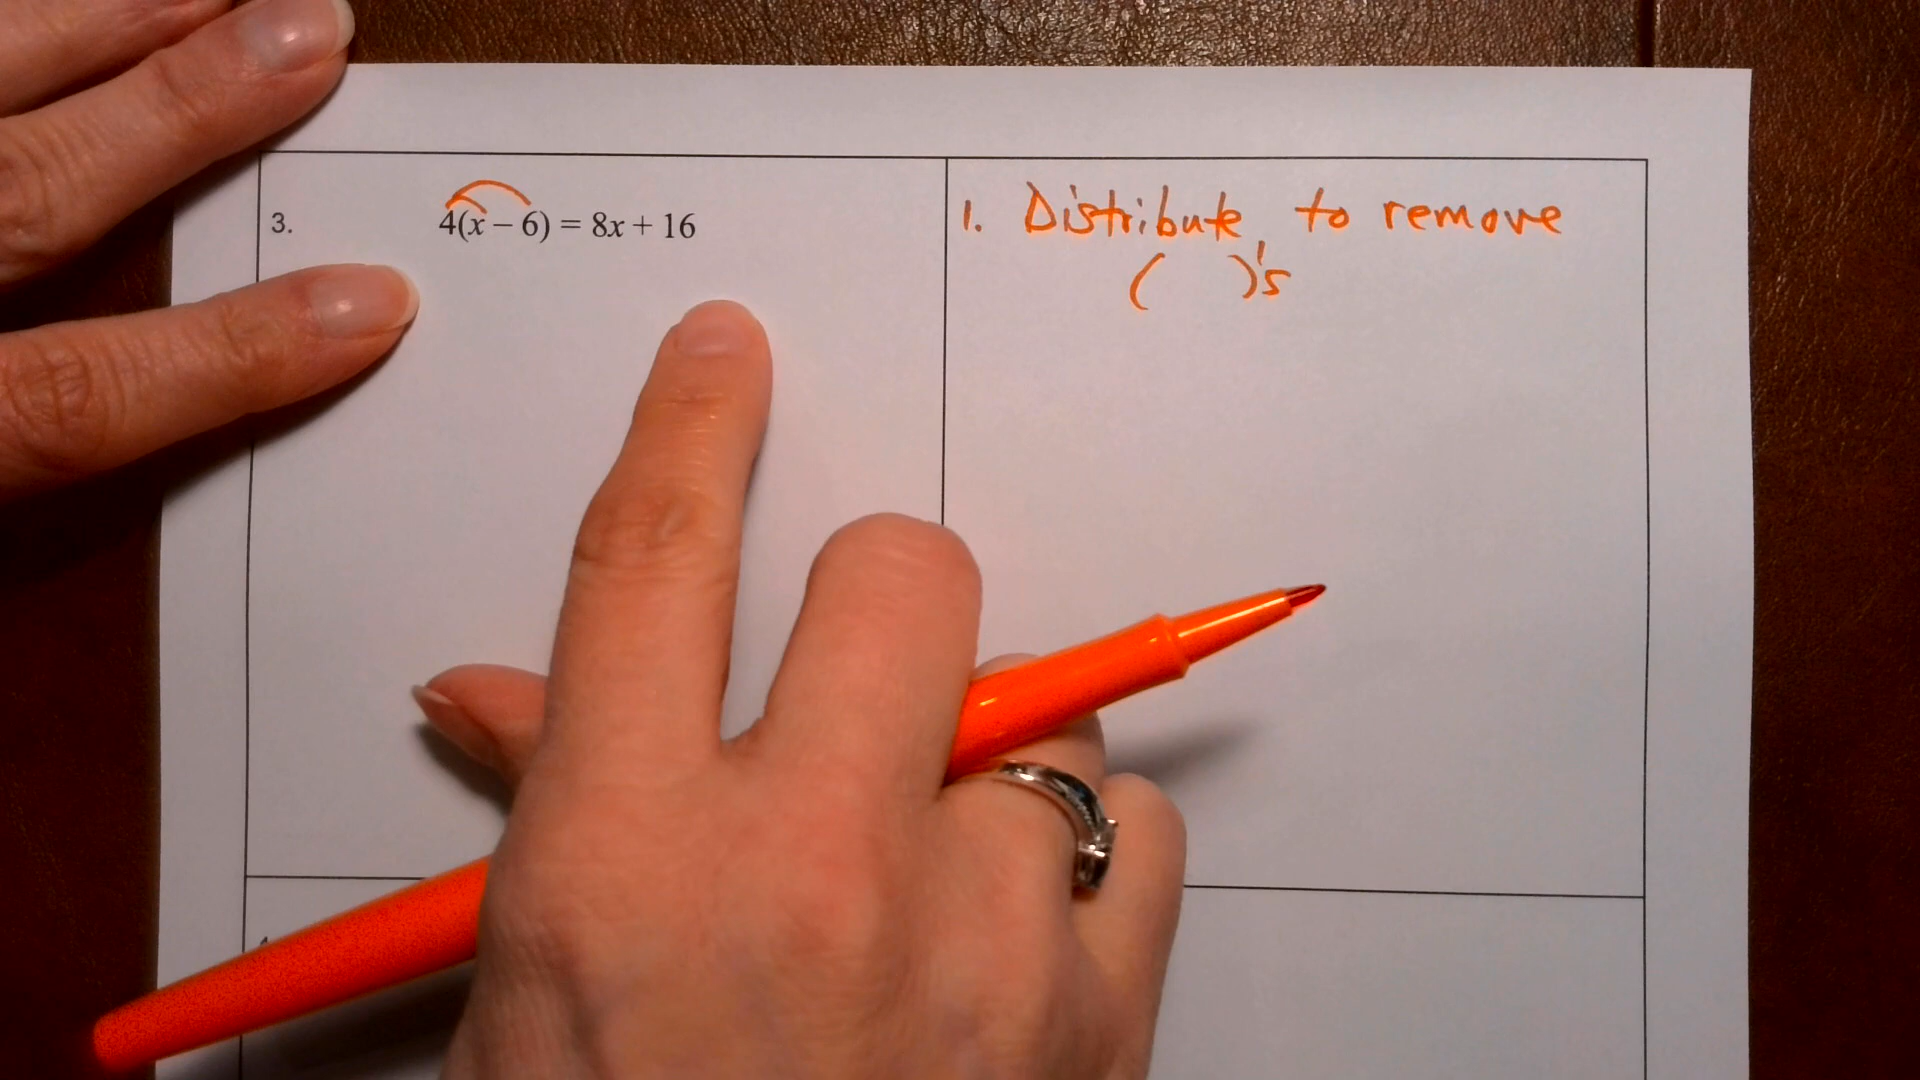 3. 4(x – 6) = 8x + 16
1. Distribute to remove
( )'s